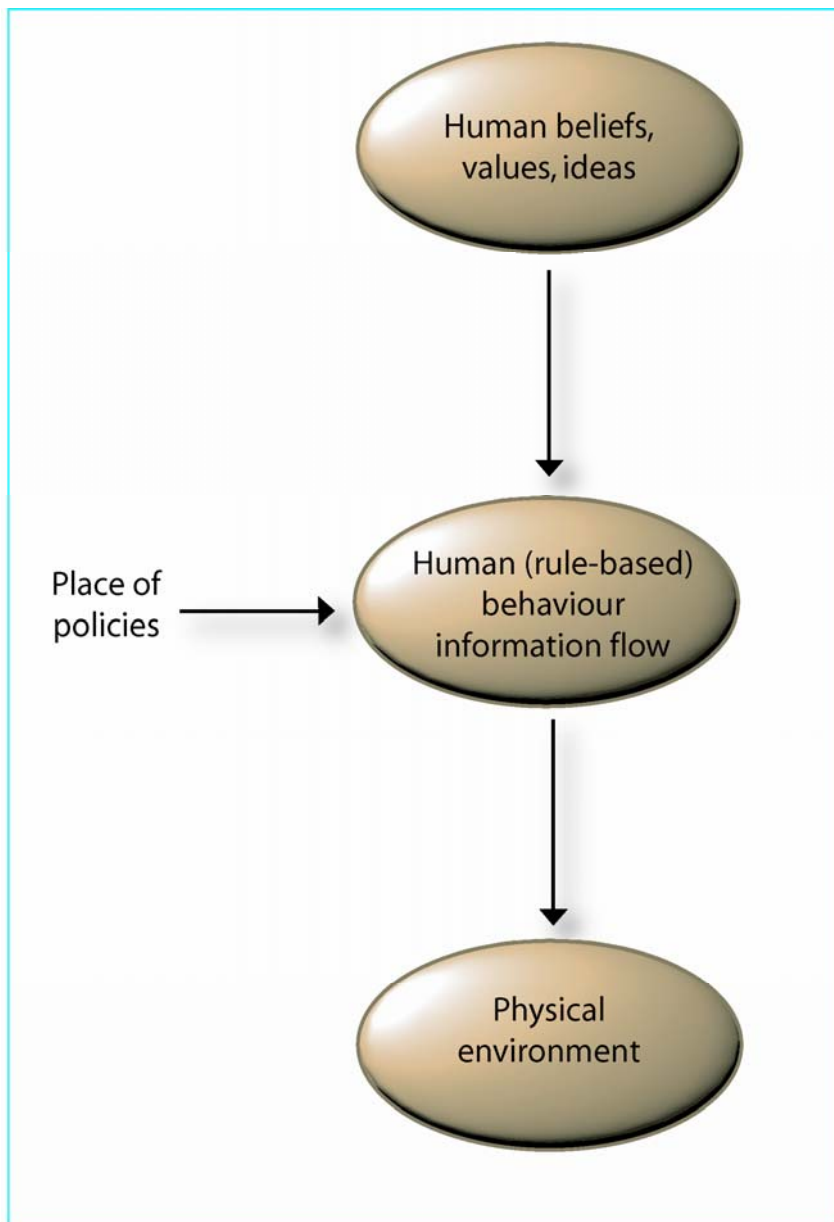 Human beliefs,
values, ideas
Place of
policies
Human (rule-based)
behaviour
information flow
Physical
environment